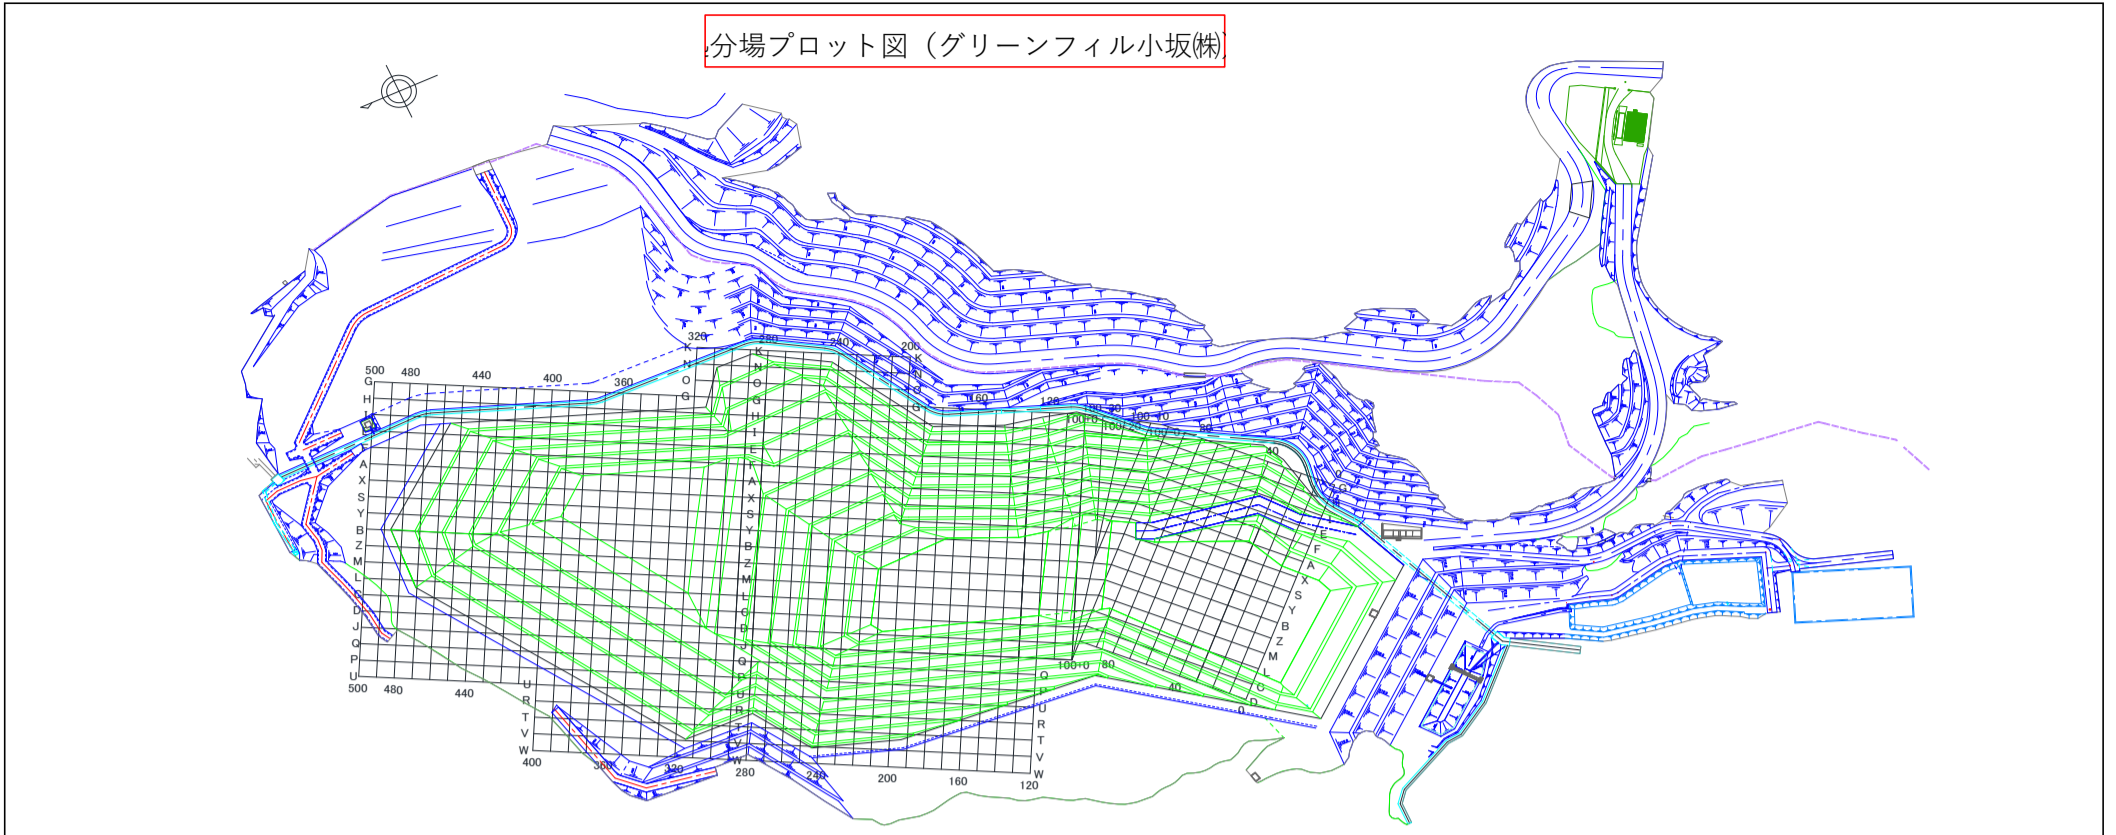 分場プロット図（グリーンフィル小坂㈱）
320
280
240
200
K
N
O
G
K
N
O
G
H
I
E
F
A
X
S
Y
B
Z
M
L
C
D
J
Q
P
U
R
T
V
W
K
N
O
G
500
480
440
400
360
160
120
G
H
I
A
X
S
Y
B
Z
M
L
C
D
J
Q
P
U
500
480
440
100+0
80
40
0
G
E
F
A
X
S
Y
B
Z
M
L
C
D
100+0
80
40
0
U
R
T
V
W
Q
P
U
R
T
V
W
400
360
320
280
240
200
160
120